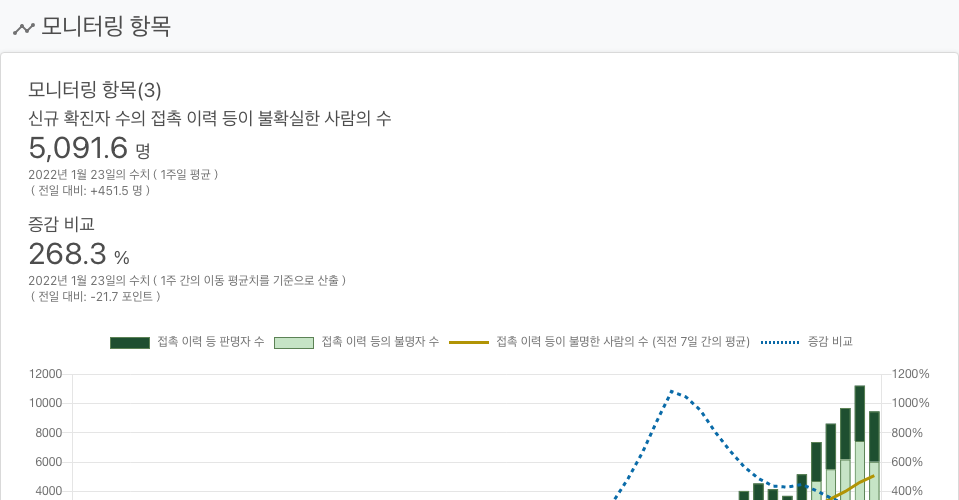 모니터링 항목
모니터링 항목(3)
신규 확진자 수의 접촉 이력 등이 불확실한 사람의 수
5,091.6 명
2022년 1월 23일의 수치 ( 1주일 평균 )
( 전일 대비: +451.5 명 )
증감 비교
268.3 %
2022년 1월 23일의 수치 ( 1주 간의 이동 평균치를 기준으로 산출 )
( 전일 대비: -21.7 포인트 )
접촉 이력 등 판명자 수 접촉 이력 등의 불명자 수 접촉 이력 등이 불명한 사람의 수 (직전 7일 간의 평균) 증감 비교
12000 1200%
10000 1000%
8000 800%
6000 600%
4000 400%